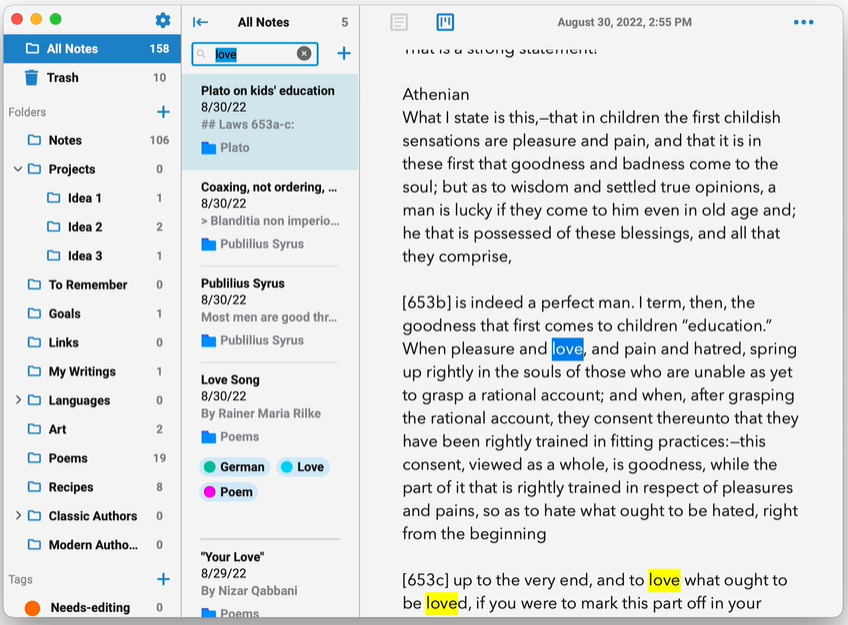 All Notes 158
Trash 10
Folders
Notes 106
Projects 0
Idea 1 1
Idea 2 2
Idea 3 1
To Remember 0
Goals 1
Links 0
My Writings 1
Languages 0
Art 2
Poems 19
Recipes 8
Classic Authors 0
Modern Autho... 0
Tags
Needs-editing 0
All Notes 5
love
Plato on kids' education
8/30/22
## Laws 653a-c:
Plato
Coaxing, not ordering, ...
8/30/22
> Blanditia non imperio...
Publilius Syrus
Publilius Syrus
8/30/22
Most men are good thr...
Publilius Syrus
Love Song
8/30/22
By Rainer Maria Rilke
Poems
German Love
Poem
"Your Love"
8/29/22
By Nizar Qabbani
Poems
August 30, 2022, 2:55 PM
That is a strong statement!
Athenian
What I state is this,—that in children the first childish
sensations are pleasure and pain, and that it is in
these first that goodness and badness come to the
soul; but as to wisdom and settled true opinions, a
man is lucky if they come to him even in old age and;
he that is possessed of these blessings, and all that
they comprise,
[653b] is indeed a perfect man. I term, then, the
goodness that first comes to children “education.”
When pleasure and love, and pain and hatred, spring
up rightly in the souls of those who are unable as yet
to grasp a rational account; and when, after grasping
the rational account, they consent thereunto that they
have been rightly trained in fitting practices:—this
consent, viewed as a whole, is goodness, while the
part of it that is rightly trained in respect of pleasures
and pains, so as to hate what ought to be hated, right
from the beginning
[653c] up to the very end, and to love what ought to
be loved, if you were to mark this part off in your